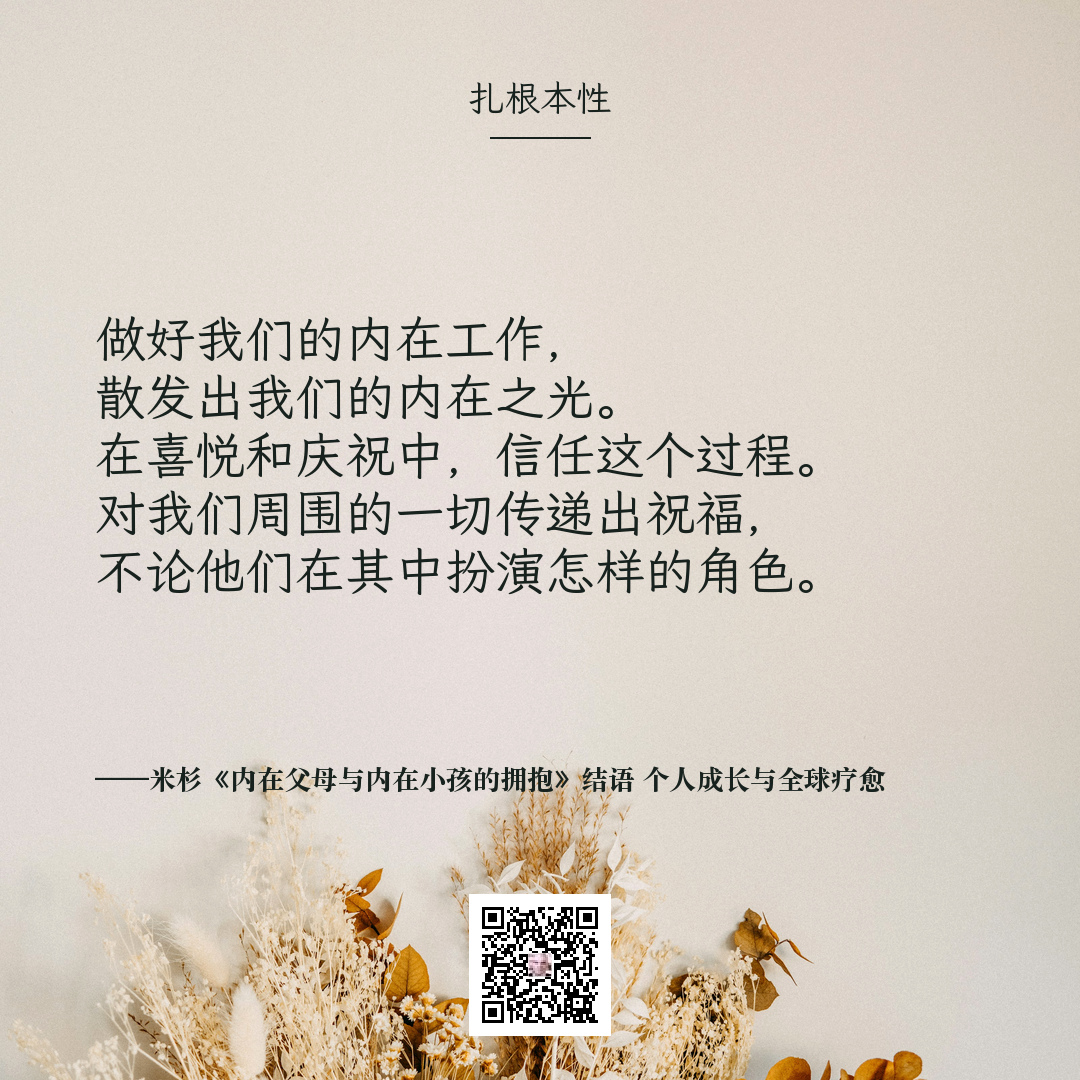 扎根本性
做好我们的内在工作，
散发出我们的内在之光。
在喜悦和庆祝中，信任这个过程。
对我们周围的一切传递出祝福，
不论他们在其中扮演怎样的角色。
——米杉《内在父母与内在小孩的拥抱》结语 个人成长与全球疗愈